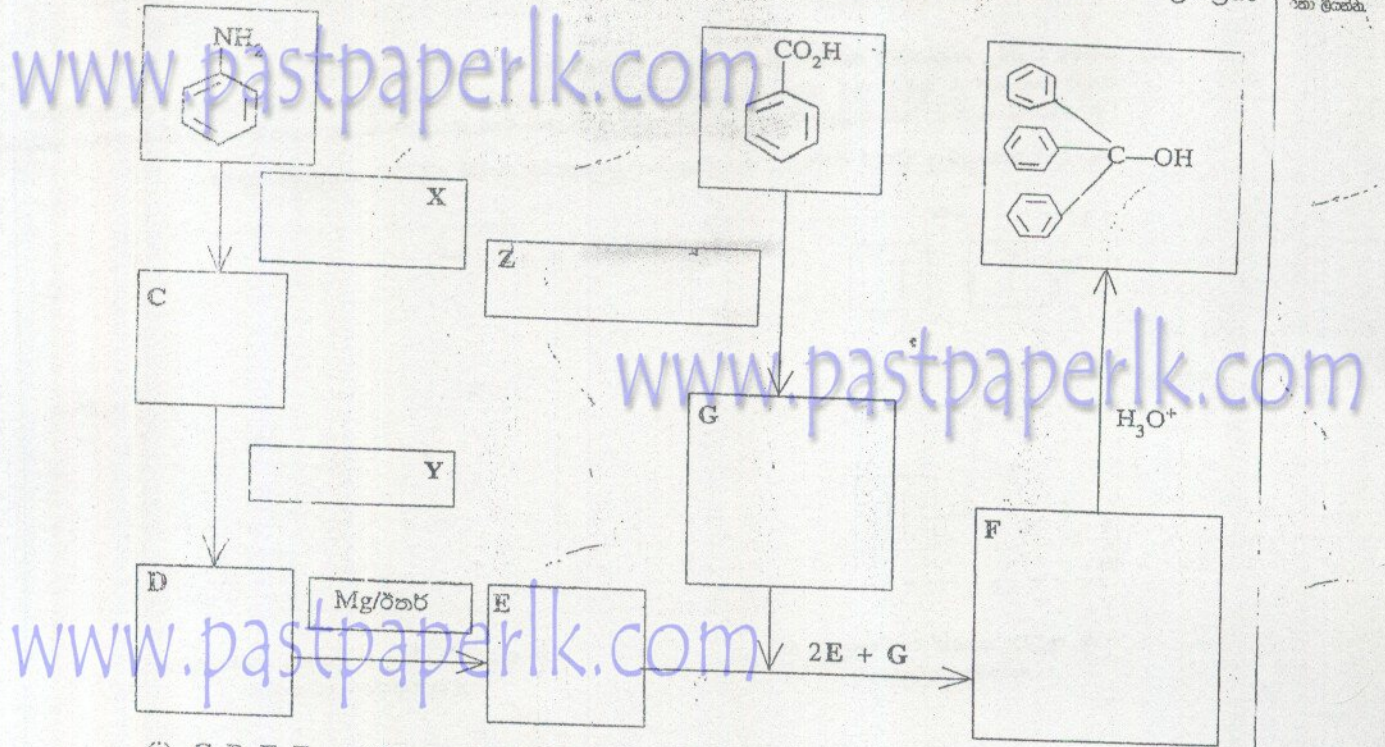 NH₂
CO₂H
C—OH
X
Z
C
G
H₃O⁺
Y
F
D
Mg/ඊතර්
E
2E + G
www.pastpaperlk.com
www.pastpaperlk.com
www.pastpaperlk.com